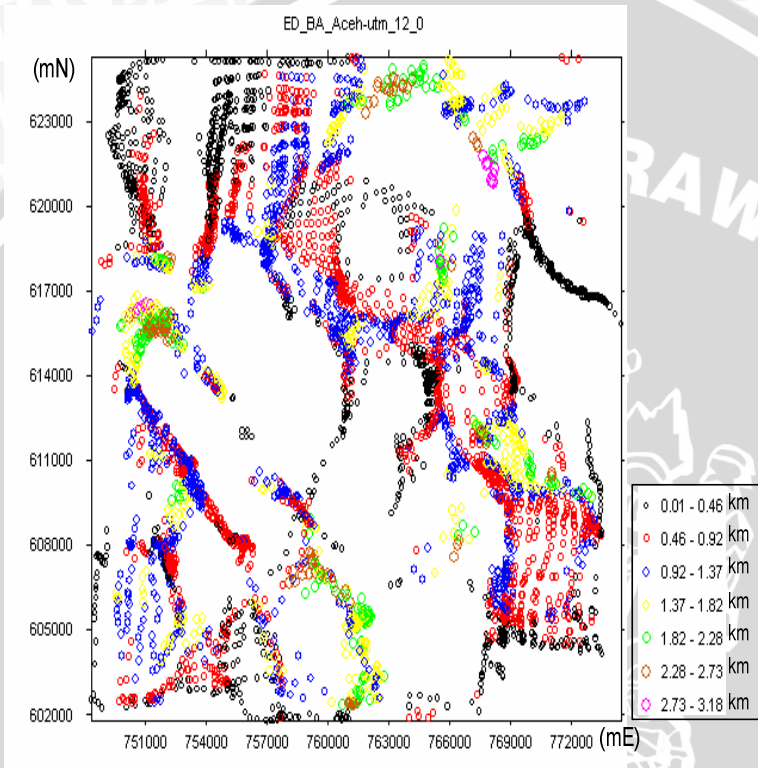 ED_BA_Aceh-utm_12_0
(mN)
623000
620000
617000
614000
611000
608000
605000
602000
751000 754000 757000 760000 763000 766000 769000 772000 (mE)
0.01 - 0.46 km
0.46 - 0.92 km
0.92 - 1.37 km
1.37 - 1.82 km
1.82 - 2.28 km
2.28 - 2.73 km
2.73 - 3.18 km
RAW